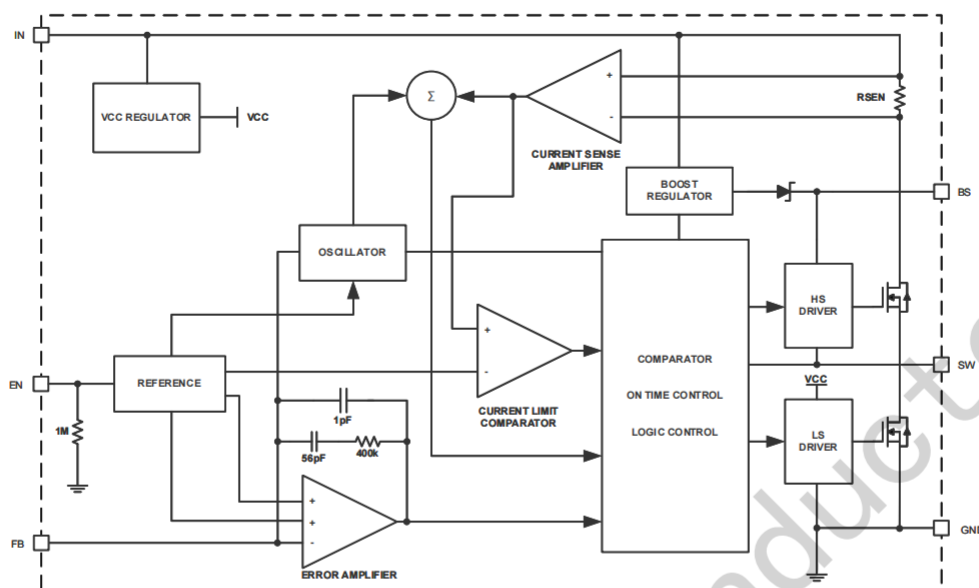 IN
Σ
+
-
RSEN
VCC REGULATOR
VCC
CURRENT SENSE
AMPLIFIER
BOOST
REGULATOR
BS
OSCILLATOR
HS
DRIVER
+
-
COMPARATOR
ON TIME CONTROL
LOGIC CONTROL
SW
EN
REFERENCE
VCC
CURRENT LIMIT
COMPARATOR
1M
1pF
56pF
400k
LS
DRIVER
+
+
-
FB
ERROR AMPLIFIER
GND
duct